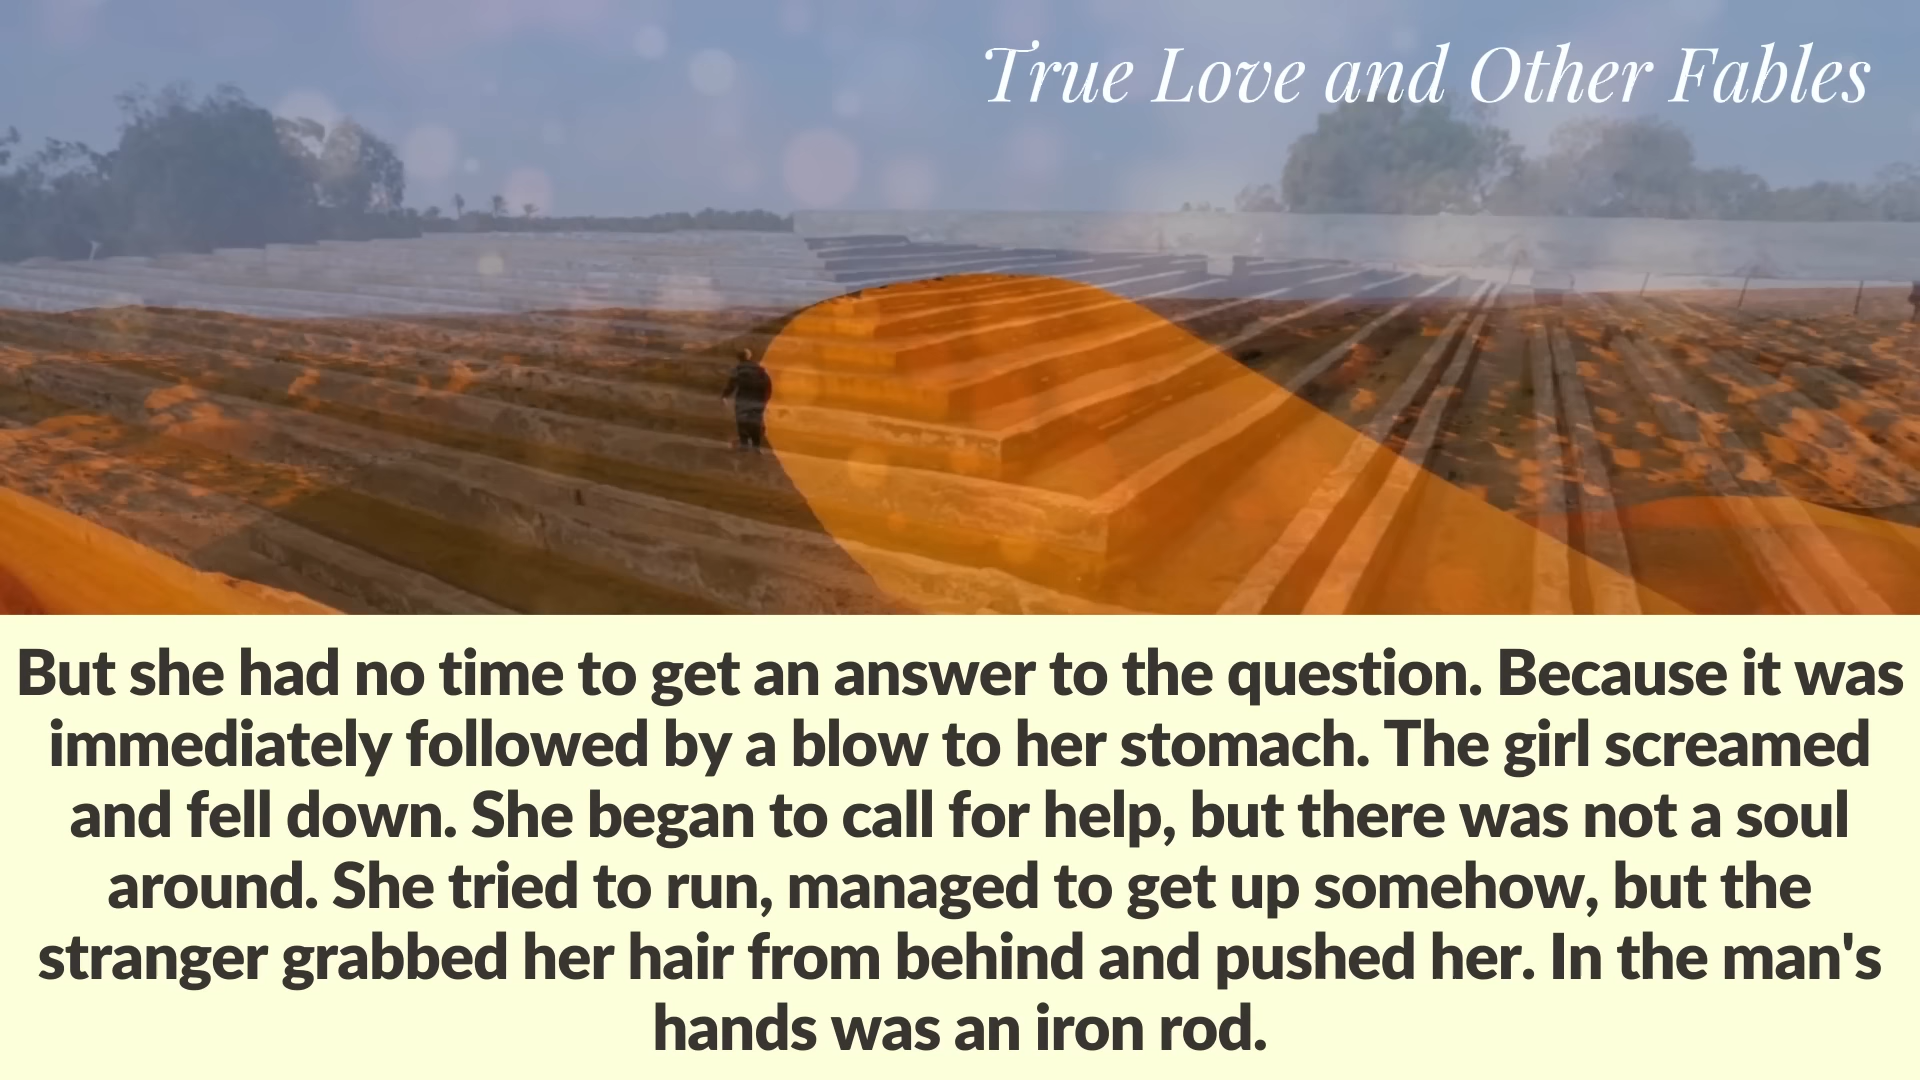 True Love and Other Fables
But she had no time to get an answer to the question. Because it was
immediately followed by a blow to her stomach. The girl screamed
and fell down. She began to call for help, but there was not a soul
around. She tried to run, managed to get up somehow, but the
stranger grabbed her hair from behind and pushed her. In the man's
hands was an iron rod.